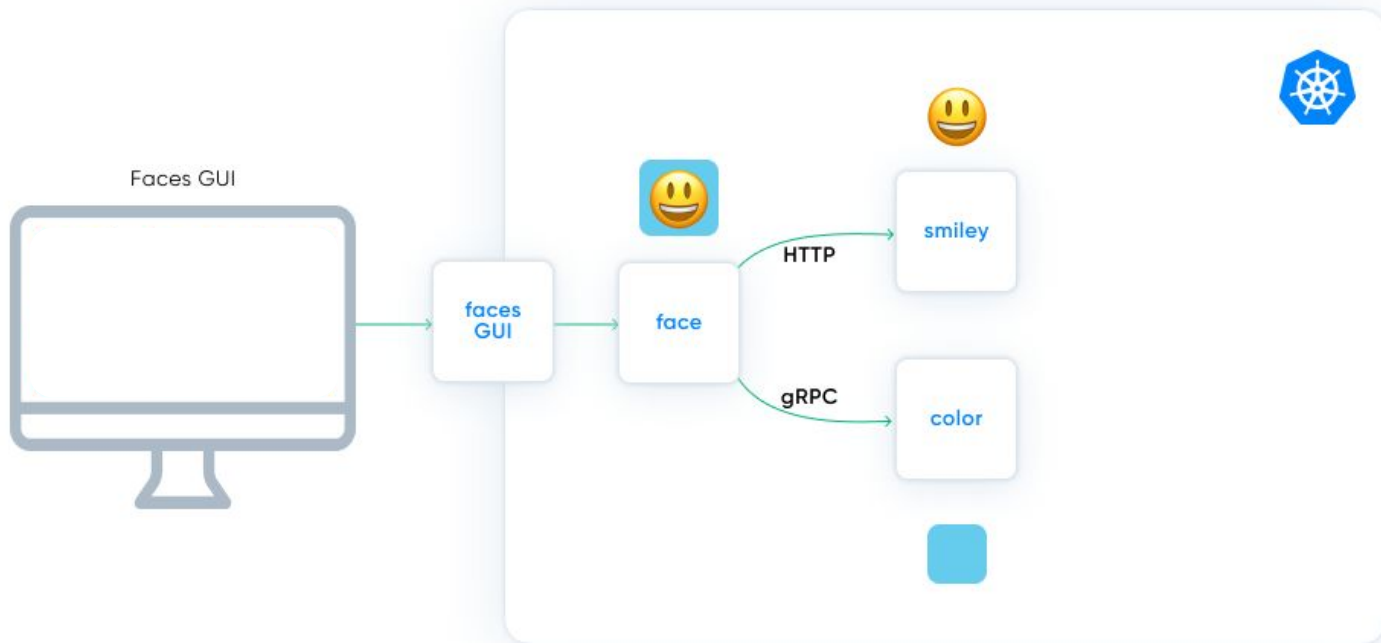 Faces GUI
faces
GUI
face
HTTP
smiley
gRPC
color